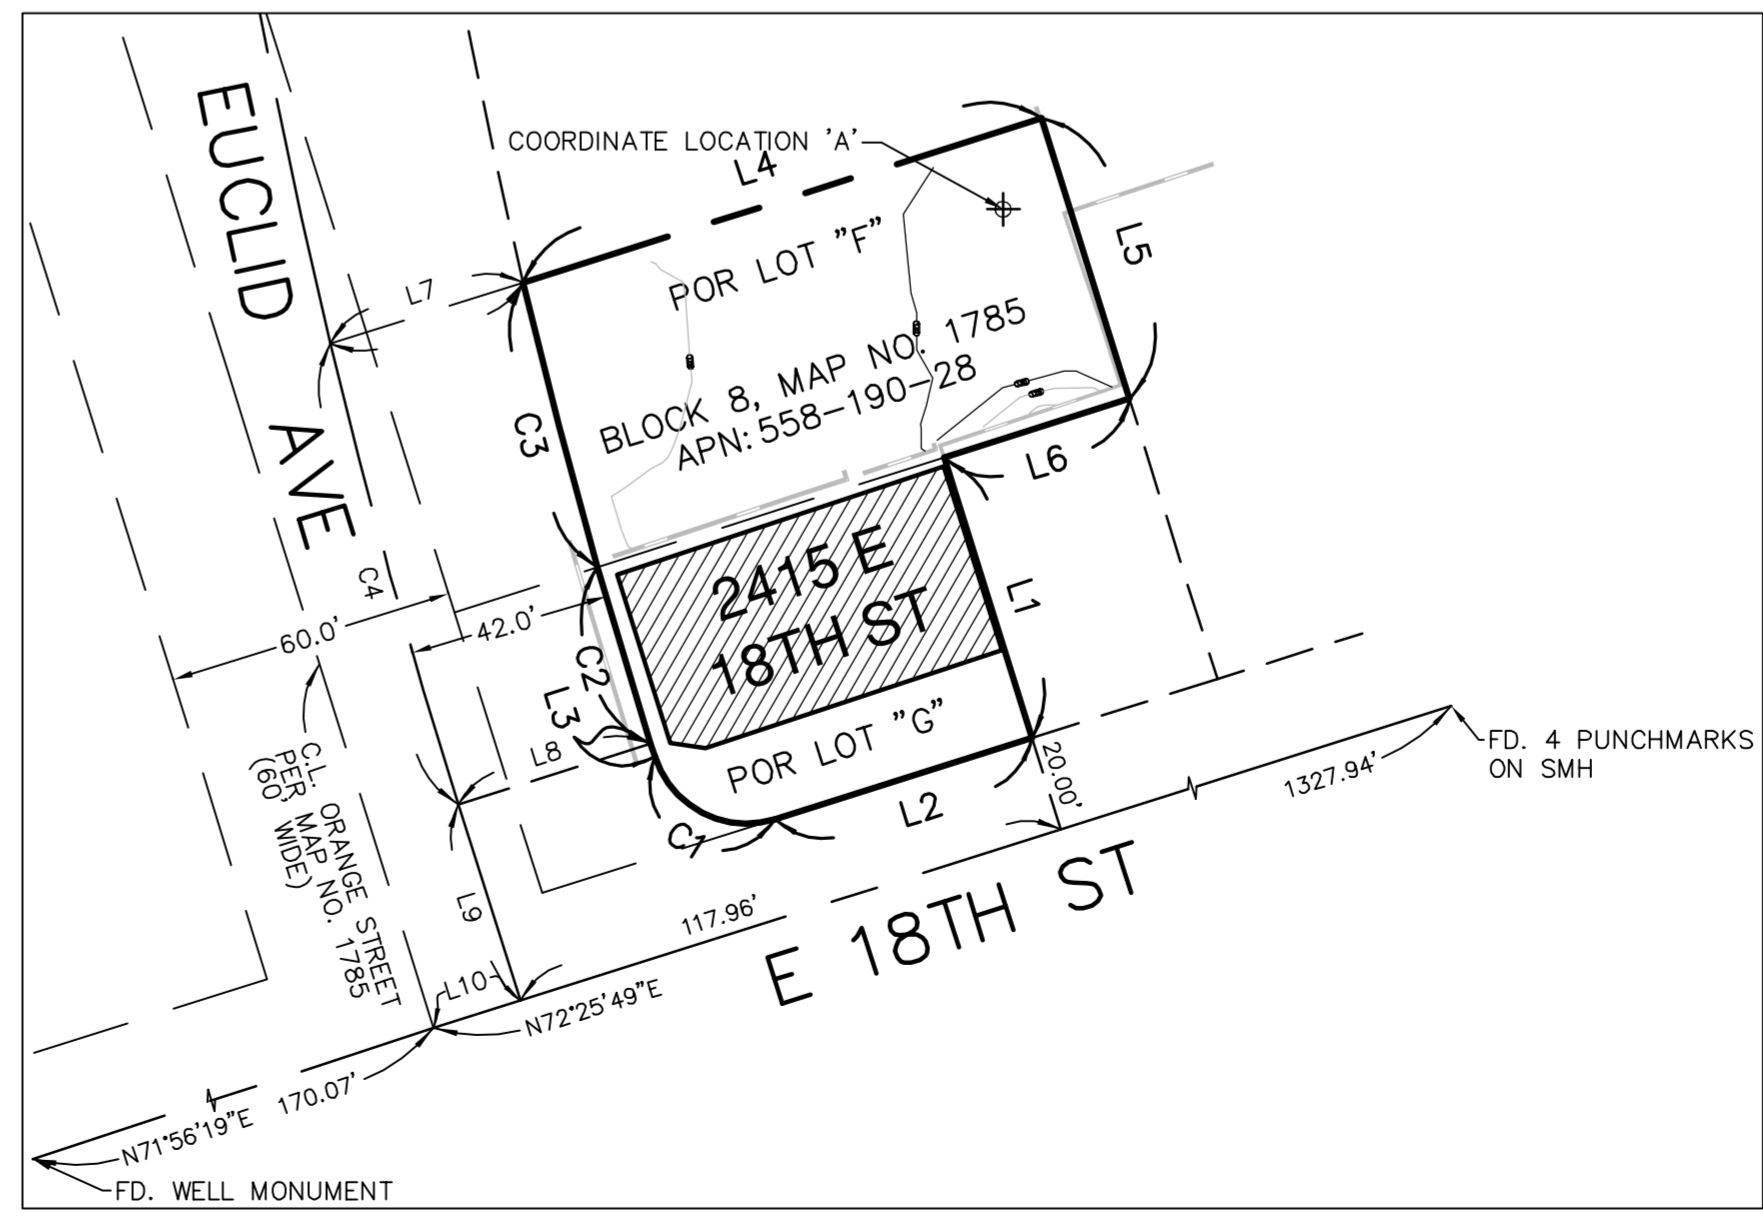 EUCLID
AVE
COORDINATE LOCATION 'A'
L4
POR LOT "F"
L5
L7
BLOCK 8, MAP NO. 1785
APN: 558-190-28
C3
L6
C4
60.0'
42.0'
2415 E
18TH ST
L1
C2
L3
L8
POR LOT "G"
20.00'
FD. 4 PUNCHMARKS
ON SMH
1327.94'
L2
C1
C.L. ORANGE STREET
PER MAP NO. 1785
(60' WIDE)
L9
117.96'
E 18TH ST
L10
N72°25'49"E
170.07'
N71°56'19"E
FD. WELL MONUMENT